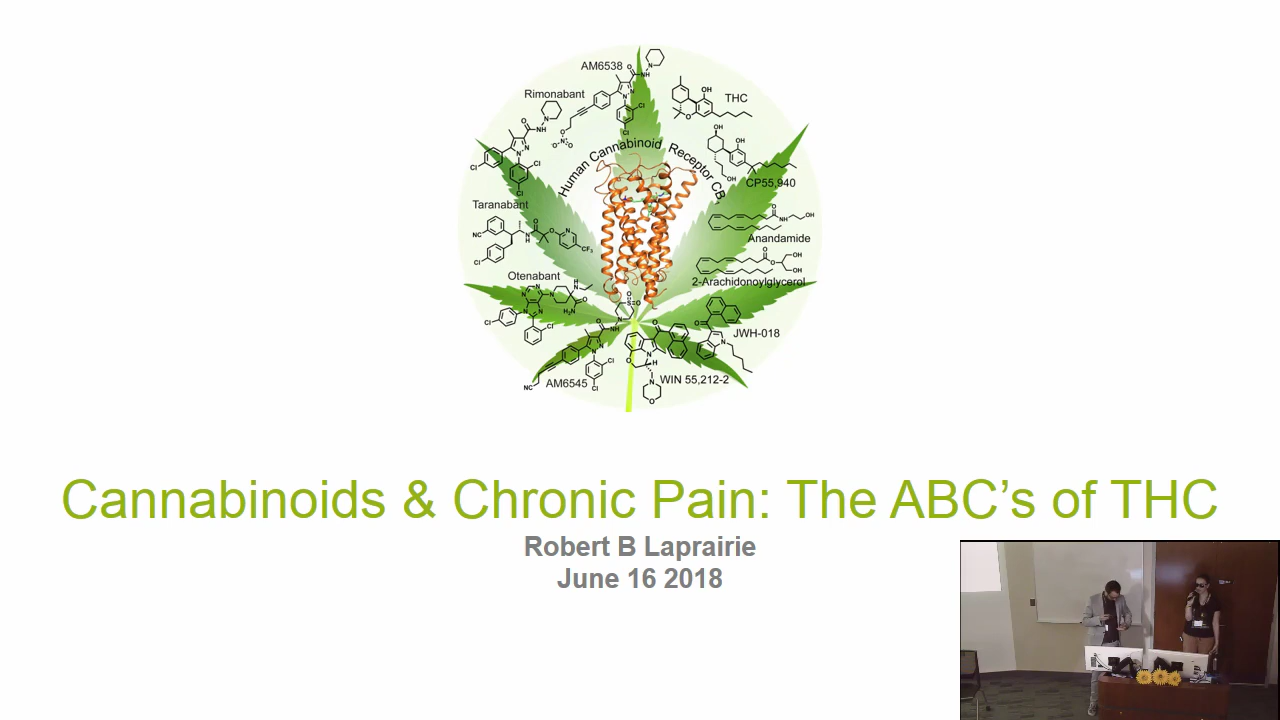 AM6538
Rimonabant
THC
Human Cannabinoid Receptor CB₁
CP55,940
Taranabant
Anandamide
2-Arachidonoylglycerol
Otenabant
JWH-018
AM6545
WIN 55,212-2
Cannabinoids & Chronic Pain: The ABC’s of THC
Robert B Laprairie
June 16 2018